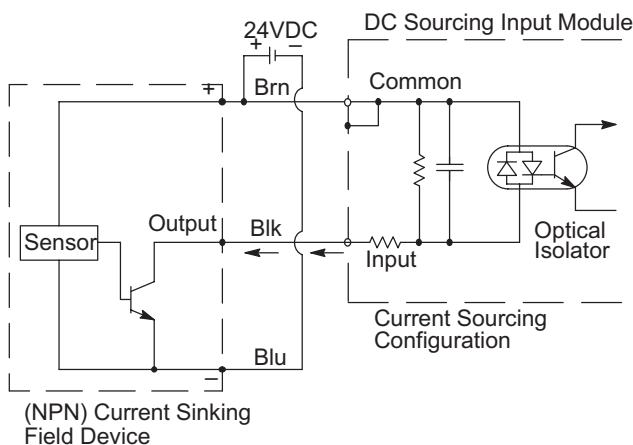 24VDC
DC Sourcing Input Module
+ −
+ Brn Common
Output Blk
Sensor Input
Optical
Isolator
Blu
−
Current Sourcing
Configuration
(NPN) Current Sinking
Field Device